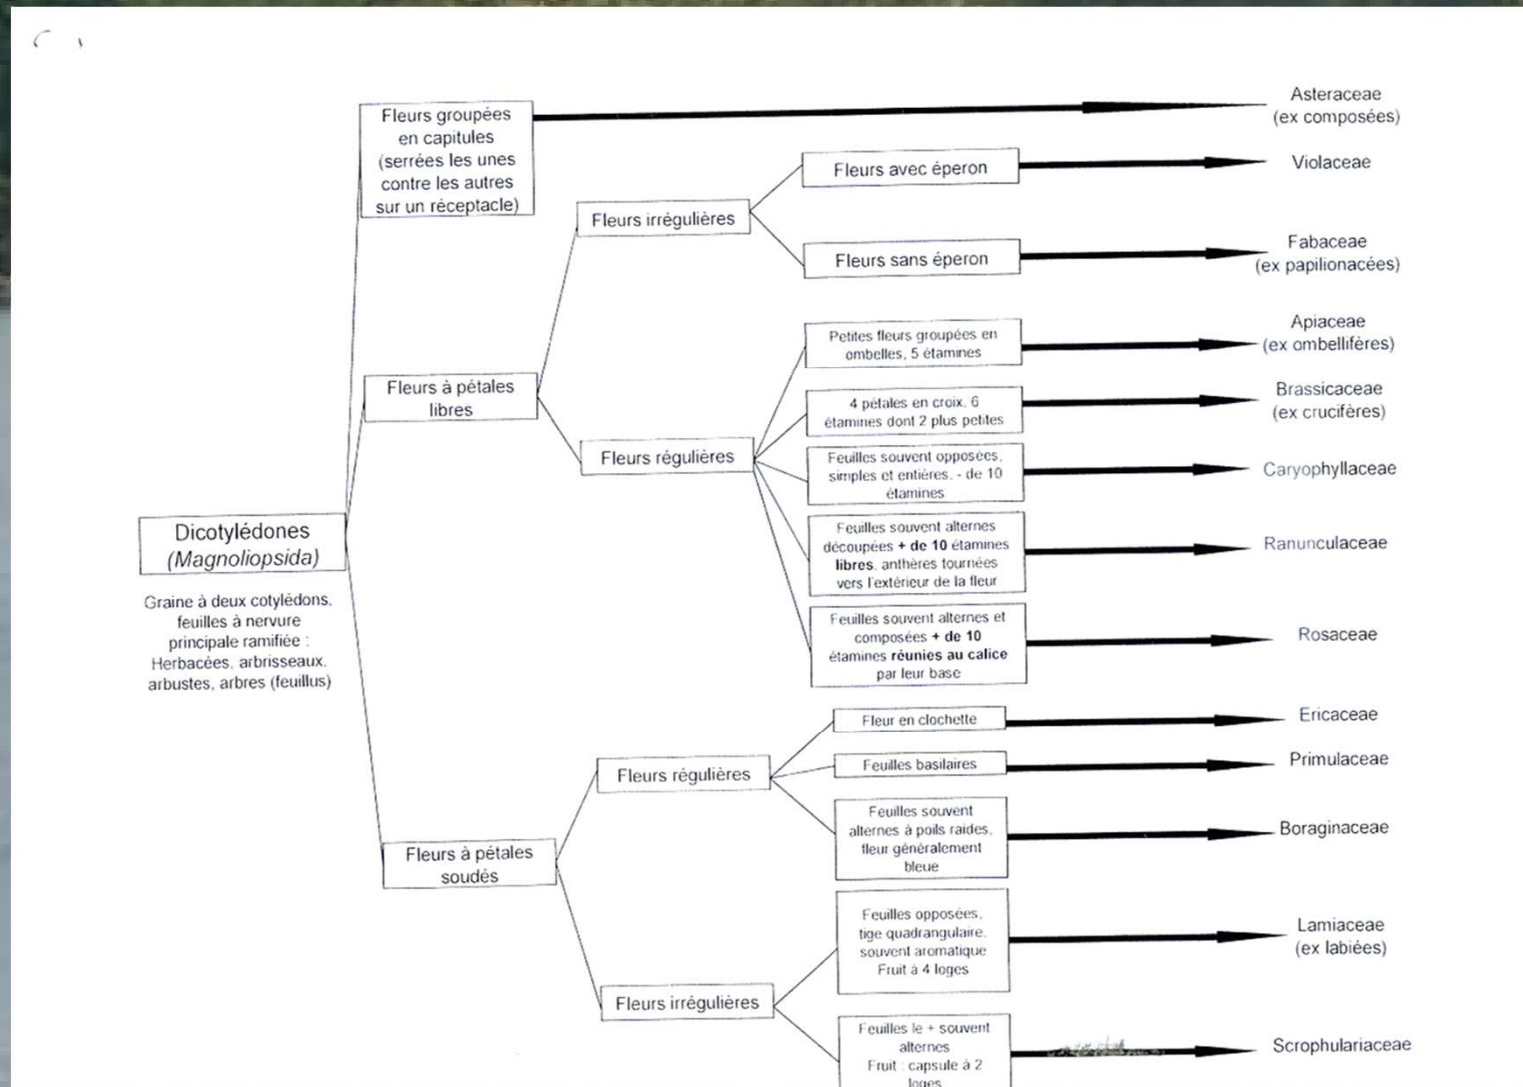 Fleurs groupées
en capitules
(serrées les unes
contre les autres
sur un réceptacle)
Asteraceae
(ex composées)
Fleurs avec éperon
Violaceae
Fleurs irrégulières
Fleurs sans éperon
Fabaceae
(ex papilionacées)
Fleurs à pétales
libres
Petites fleurs groupées en
ombelles, 5 étamines
Apiaceae
(ex ombellifères)
4 pétales en croix. 6
étamines dont 2 plus petites
Brassicaceae
(ex crucifères)
Fleurs régulières
Feuilles souvent opposées,
simples et entières. - de 10
étamines
Caryophyllaceae
Feuilles souvent alternes
découpées + de 10 étamines
libres, anthères tournées
vers l'extérieur de la fleur
Ranunculaceae
Feuilles souvent alternes et
composées + de 10
étamines réunies au calice
par leur base
Rosaceae
Dicotylédones
(Magnoliopsida)
Graine à deux cotylédons,
feuilles à nervure
principale ramifiée :
Herbacées, arbrisseaux,
arbustes, arbres (feuillus)
Fleurs à pétales
soudés
Fleurs régulières
Fleur en clochette
Ericaceae
Feuilles basilaires
Primulaceae
Feuilles souvent
alternes à poils raides,
fleur généralement
bleue
Boraginaceae
Fleurs irrégulières
Feuilles opposées,
tige quadrangulaire,
souvent aromatique
Fruit à 4 loges
Lamiaceae
(ex labiées)
Feuilles le + souvent
alternes
Fruit : capsule à 2
loges
Scrophulariaceae